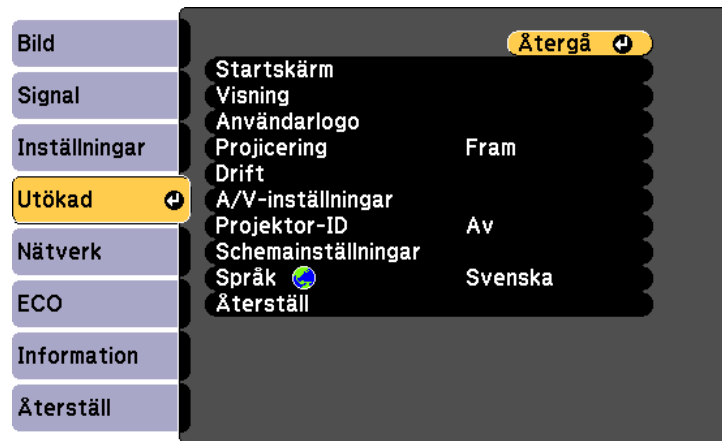 Bild
Signal
Inställningar
Utökad
Nätverk
ECO
Information
Återställ
Återgå
Startskärm
Visning
Användarlogo
Projicering Fram
Drift
A/V-inställningar
Projektor-ID Av
Schemainställningar
Språk Svenska
Återställ